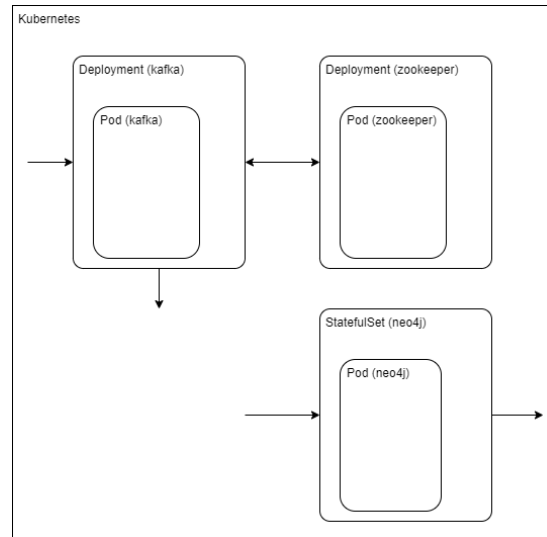 Kubernetes
Deployment (kafka)
Pod (kafka)
Deployment (zookeeper)
Pod (zookeeper)
StatefulSet (neo4j)
Pod (neo4j)